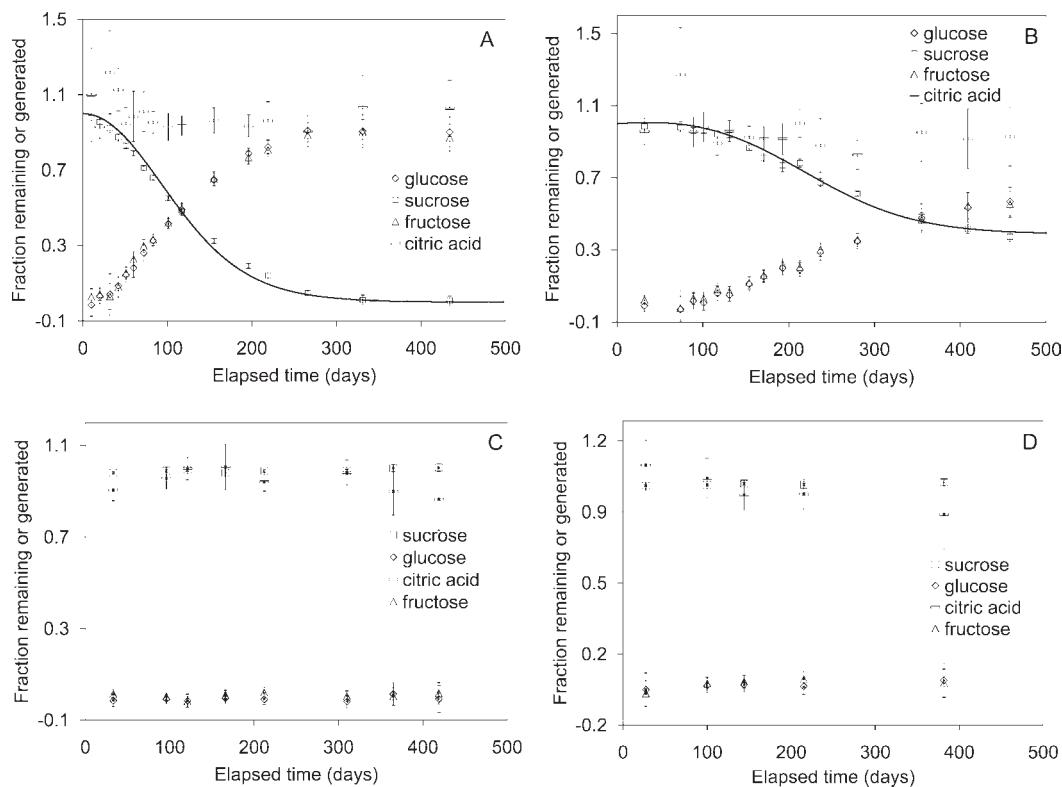 A
Fraction remaining or generated
1.5
1.1
0.7
0.3
-0.1
glucose
sucrose
fructose
citric acid
0 100 200 300 400 500
Elapsed time (days)
B
Fraction remaining or generated
1.5
1.1
0.7
0.3
-0.1
glucose
sucrose
fructose
citric acid
0 100 200 300 400 500
Elapsed time (days)
C
Fraction remaining or generated
1.1
0.7
0.3
-0.1
sucrose
glucose
citric acid
fructose
0 100 200 300 400 500
Elapsed time (days)
D
Fraction remaining or generated
1.2
0.9
0.5
0.2
-0.2
sucrose
glucose
citric acid
fructose
0 100 200 300 400 500
Elapsed time (days)